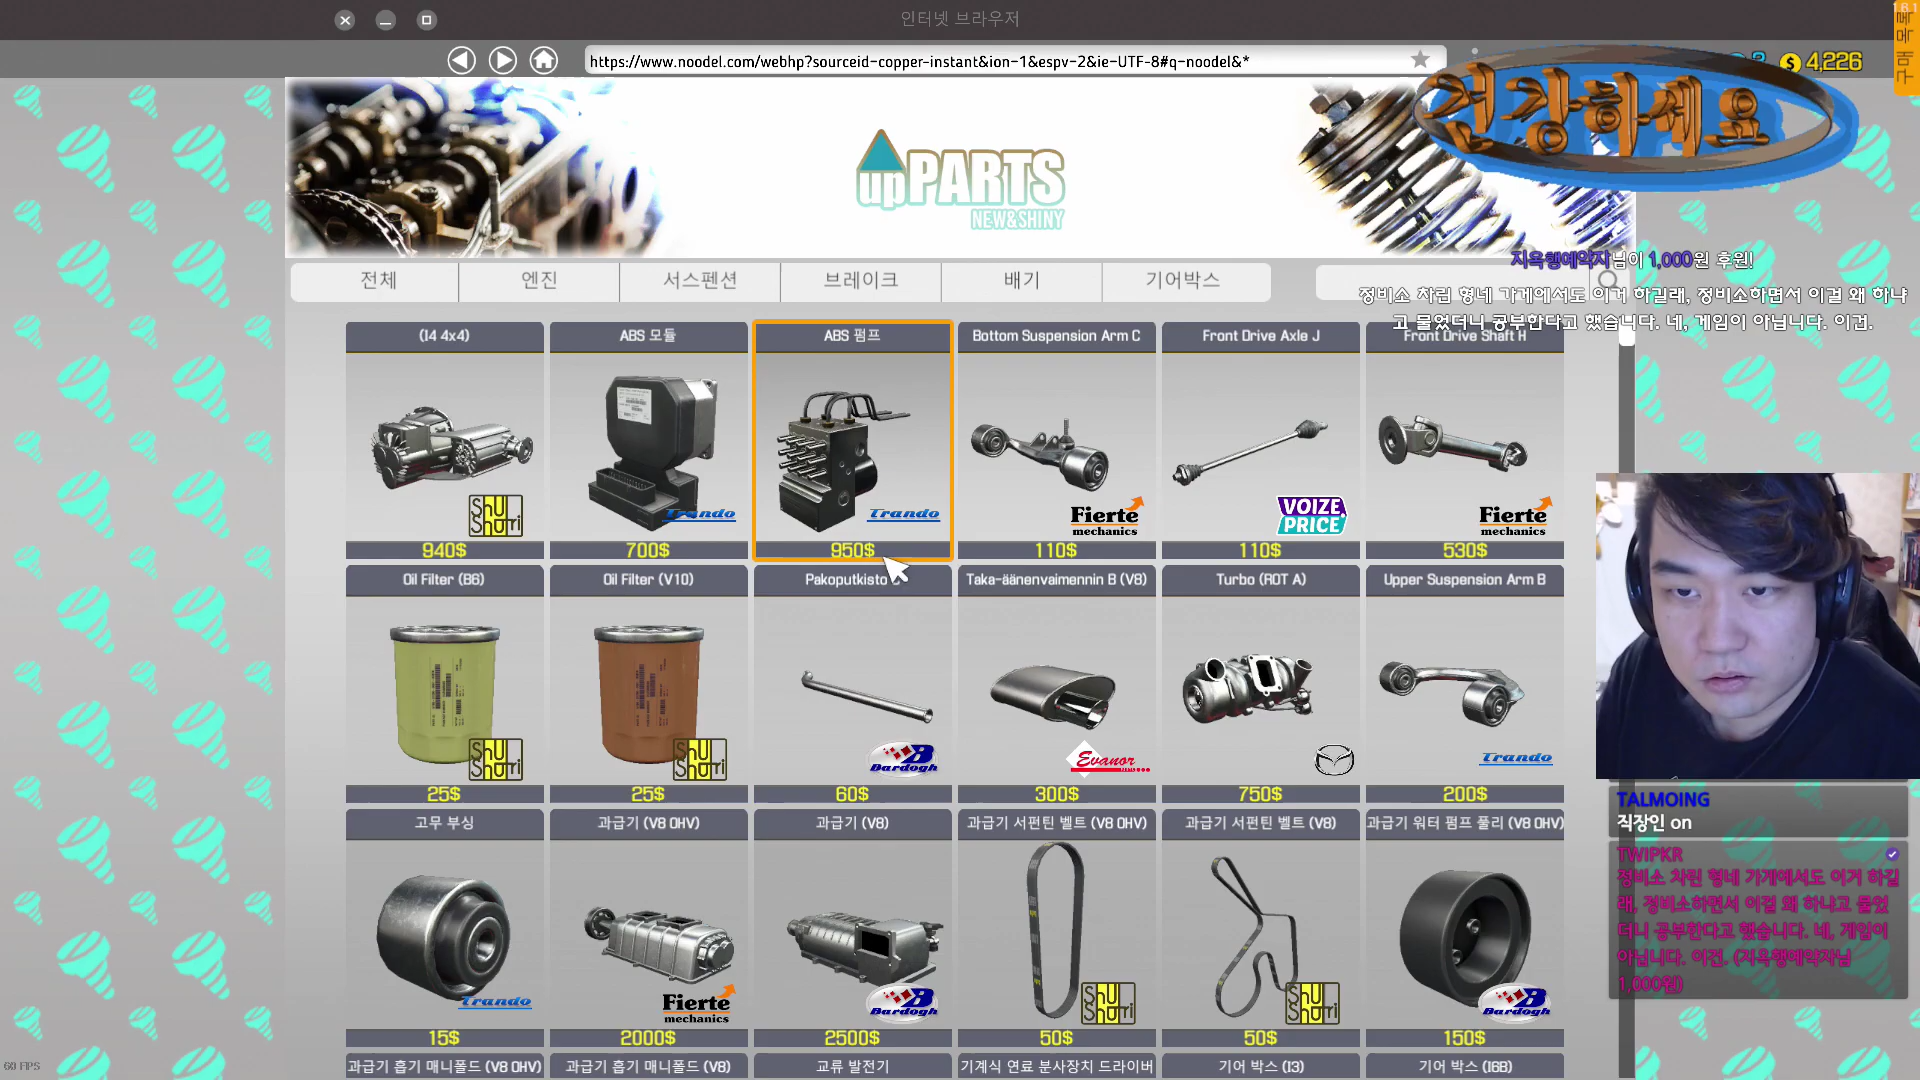 인터넷 브라우저
https://www.noodel.com/webhp?sourceid-copper-instant&ion-1&espv-2&ie-UTF-8#q-noodel&*
4,226
건강하세요
upPARTS
NEW&SHINY
전체
엔진
서스펜션
브레이크
배기
기어박스
지옥행예약자님이 1,000원 후원!
정비소 차린 형네 가게에서도 이거 하길래, 정비소하면서 이걸 왜 하냐
고 물었더니 공부한다고 했습니다. 네, 게임이 아닙니다. 이건.
(I4 4x4)
ABS 모듈
ABS 펌프
Bottom Suspension Arm C
Front Drive Axle J
Front Drive Shaft H
Shu Shurri
Trando
Trando
Fierte mechanics
VOIZE PRICE
Fierte mechanics
940$
700$
950$
110$
110$
530$
Oil Filter (B6)
Oil Filter (V10)
Pakoputkisto
Taka-äänenvaimennin B (V8)
Turbo (ROT A)
Upper Suspension Arm B
Bardogh
Evanor
Trando
25$
25$
60$
300$
750$
200$
고무 부싱
과급기 (V8 OHV)
과급기 (V8)
과급기 서펀틴 벨트 (V8 OHV)
과급기 서펀틴 벨트 (V8)
과급기 워터 펌프 풀리 (V8 OHV)
Trando
Fierte mechanics
Bardogh
Bardogh
15$
2000$
2500$
50$
50$
150$
과급기 흡기 매니폴드 (V8 OHV)
과급기 흡기 매니폴드 (V8)
교류 발전기
기계식 연료 분사장치 드라이버
기어 박스 (I3)
기어 박스 (I6B)
TALMOING
직장인 on
TWIPKR
정비소 차린 형네 가게에서도 이거 하길
래, 정비소하면서 이걸 왜 하냐고 물었
더니 공부한다고 했습니다. 네, 게임이
아닙니다. 이건. (지옥행예약자님
1,000원)
60 FPS